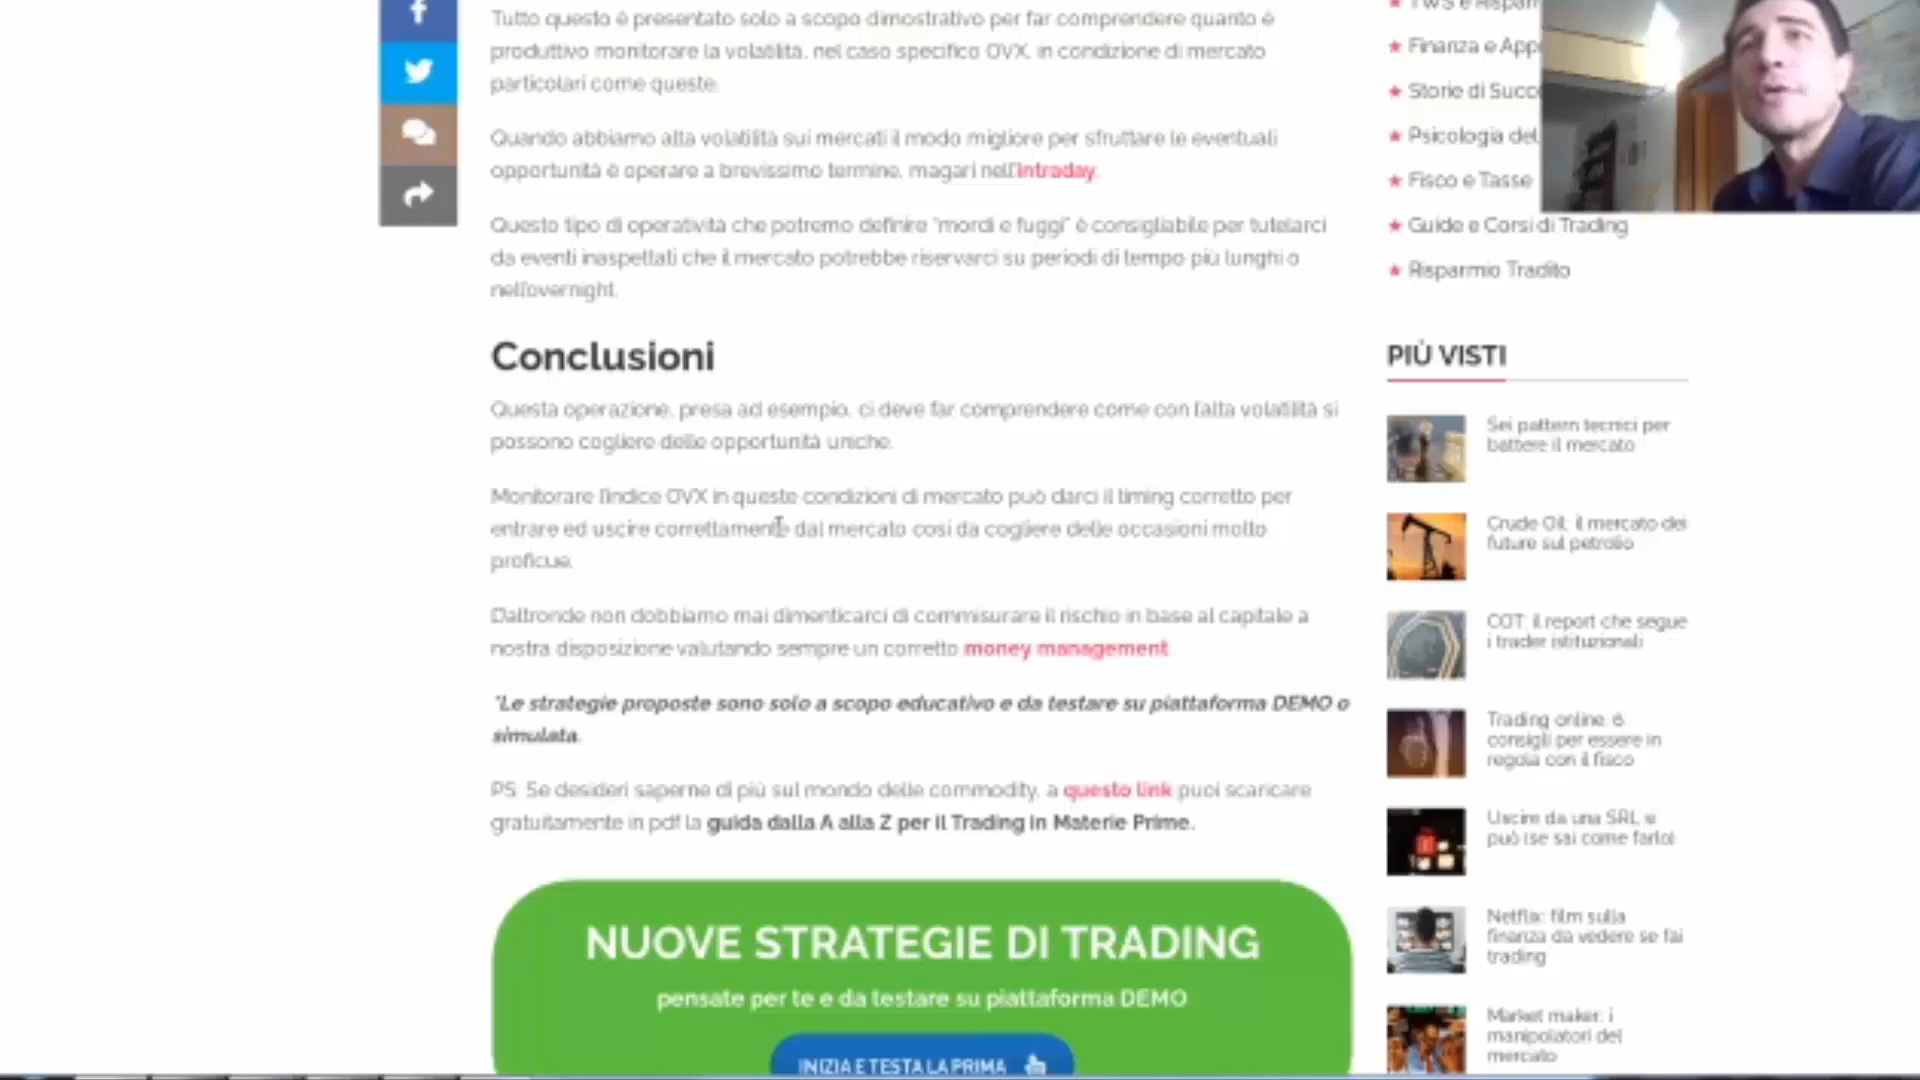 Tutto questo è presentato solo a scopo dimostrativo per far comprendere quanto è
produttivo monitorare la volatilità, nel caso specifico OVX, in condizione di mercato
particolari come queste.
Quando abbiamo alta volatilità sui mercati il modo migliore per sfruttare le eventuali
opportunità è operare a brevissimo termine, magari nell'intraday.
Questo tipo di operatività che potremo definire "mordi e fuggi" è consigliabile per tutelarci
da eventi inaspettati che il mercato potrebbe riservarci su periodi di tempo più lunghi o
nell'overnight.
Conclusioni
Questa operazione, presa ad esempio, ci deve far comprendere come con l'alta volatilità si
possono cogliere delle opportunità uniche.
Monitorare l'indice OVX in queste condizioni di mercato può darci il timing corretto per
entrare ed uscire correttamente dal mercato così da cogliere delle occasioni molto
proficue.
D'altronde non dobbiamo mai dimenticarci di commisurare il rischio in base al capitale a
nostra disposizione valutando sempre un corretto money management
*Le strategie proposte sono solo a scopo educativo e da testare su piattaforma DEMO o
simulata.
PS. Se desideri saperne di più sul mondo delle commodity, a questo link puoi scaricare
gratuitamente in pdf la guida dalla A alla Z per il Trading in Materie Prime.
NUOVE STRATEGIE DI TRADING
pensate per te e da testare su piattaforma DEMO
INIZIA E TESTA LA PRIMA
Finanza e App
Storie di Succ
Psicologia del
Fisco e Tasse
Guide e Corsi di Trading
Risparmio Tradito
PIÙ VISTI
Sei pattern tecnici per
battere il mercato
Crude Oil: il mercato dei
future sul petrolio
COT: il report che segue
i trader istituzionali
Trading online: 6
consigli per essere in
regola con il fisco
Uscire da una SRL si
può (se sai come farlo)
Netflix: film sulla
finanza da vedere se fai
trading
Market maker: i
manipolatori del
mercato